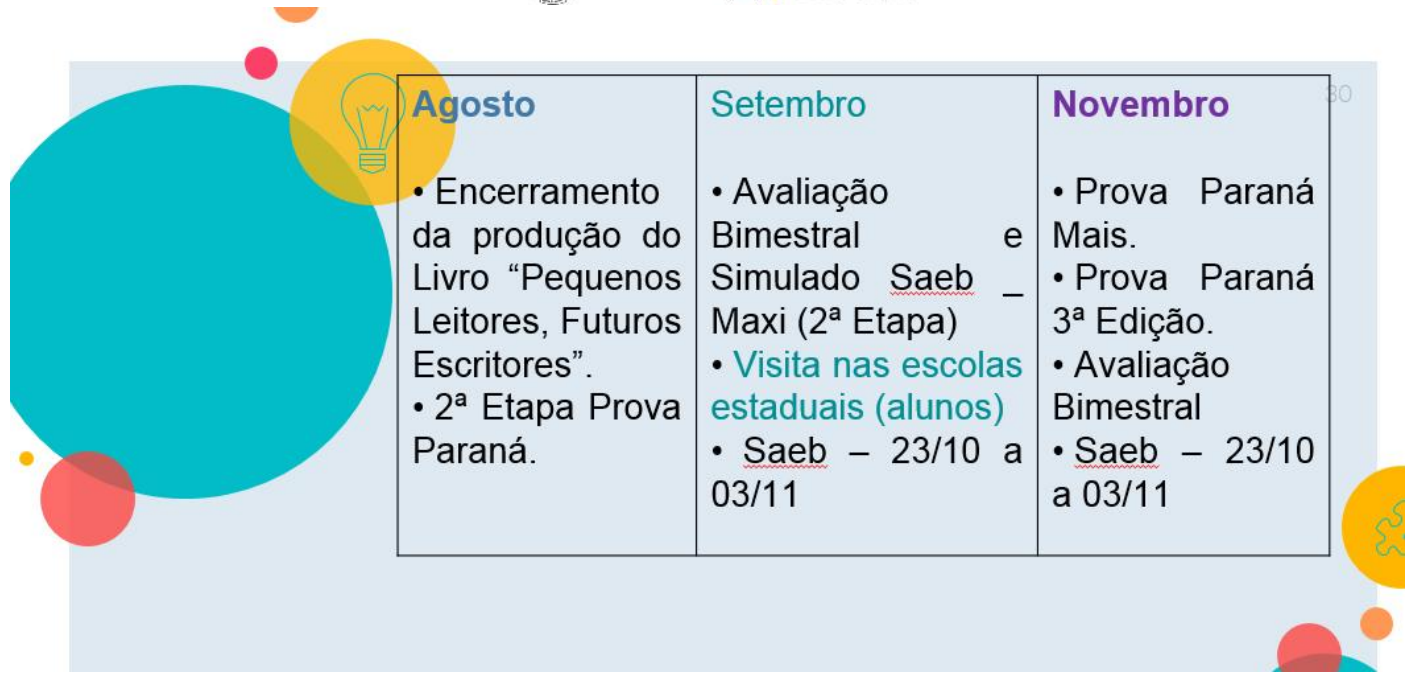 30
Agosto
• Encerramento
da produção do
Livro “Pequenos
Leitores, Futuros
Escritores”.
• 2ª Etapa Prova
Paraná.
Setembro
• Avaliação
Bimestral e
Simulado Saeb _
Maxi (2ª Etapa)
• Visita nas escolas
estaduais (alunos)
• Saeb – 23/10 a
03/11
Novembro
• Prova Paraná
Mais.
• Prova Paraná
3ª Edição.
• Avaliação
Bimestral
• Saeb – 23/10
a 03/11